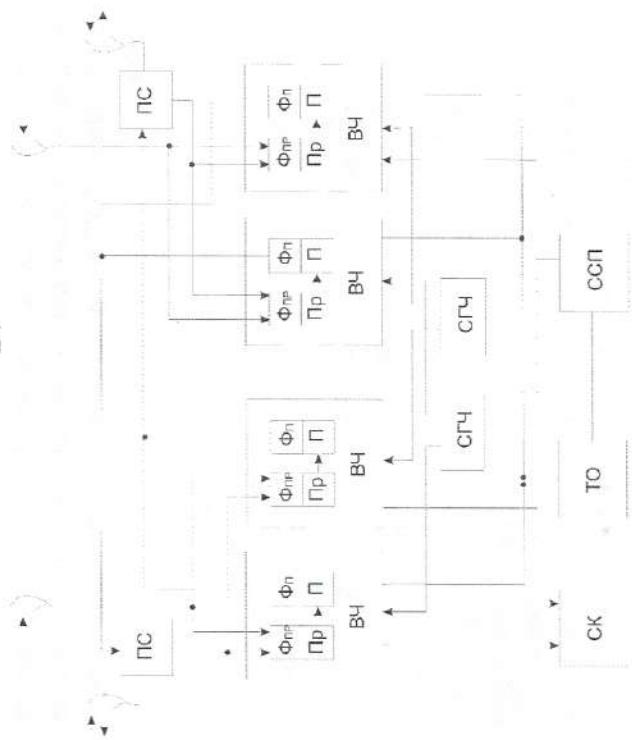 ПС
ПС
Фпр Фп
Пр П
ВЧ
Фпр Фп
Пр П
ВЧ
Фпр Фп
Пр П
ВЧ
Фпр Фп
Пр П
ВЧ
СГЧ
СГЧ
СК
ТО
ССП